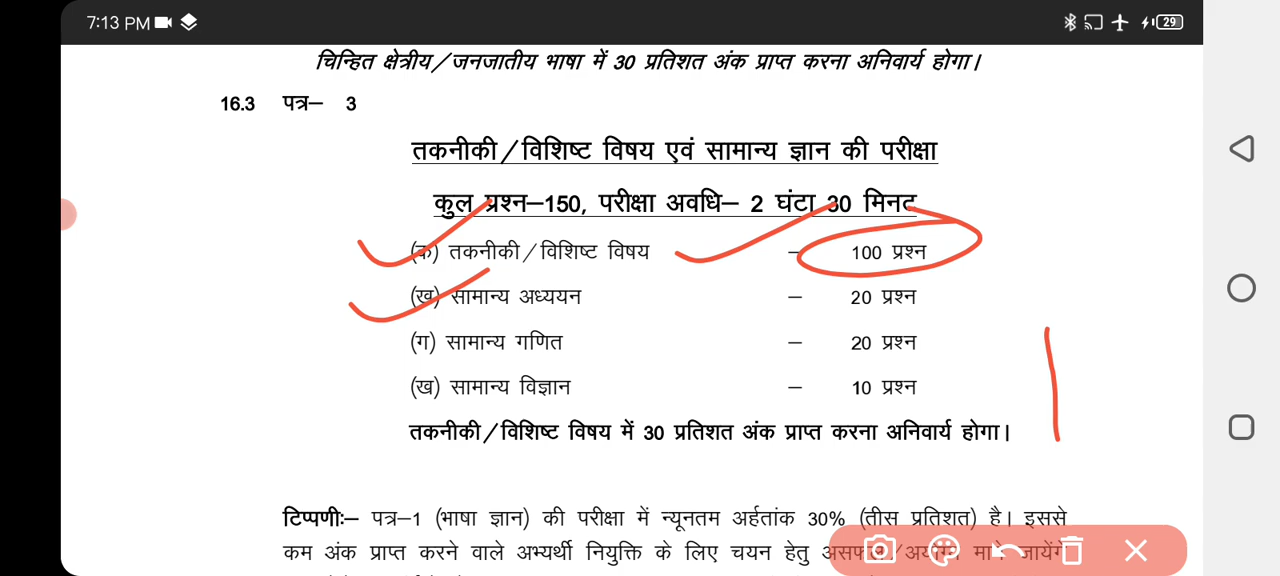 7:13 PM
29
चिन्हित क्षेत्रीय/जनजातीय भाषा में 30 प्रतिशत अंक प्राप्त करना अनिवार्य होगा।
16.3 पत्र– 3
तकनीकी/विशिष्ट विषय एवं सामान्य ज्ञान की परीक्षा
कुल प्रश्न–150, परीक्षा अवधि– 2 घंटा 30 मिनट
(क) तकनीकी/विशिष्ट विषय – 100 प्रश्न
(ख) सामान्य अध्ययन – 20 प्रश्न
(ग) सामान्य गणित – 20 प्रश्न
(ख) सामान्य विज्ञान – 10 प्रश्न
तकनीकी/विशिष्ट विषय में 30 प्रतिशत अंक प्राप्त करना अनिवार्य होगा।
टिप्पणीः– पत्र–1 (भाषा ज्ञान) की परीक्षा में न्यूनतम अर्हतांक 30% (तीस प्रतिशत) है। इससे
कम अंक प्राप्त करने वाले अभ्यर्थी नियुक्ति के लिए चयन हेतु असफल/अयोग्य माने जायेंगे